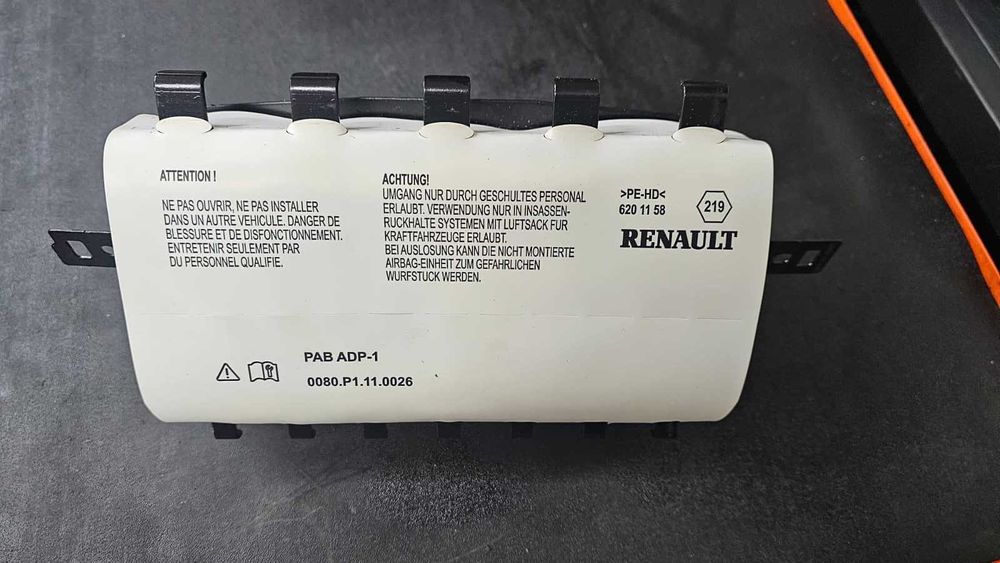 ATTENTION !
NE PAS OUVRIR, NE PAS INSTALLER
DANS UN AUTRE VEHICULE. DANGER DE
BLESSURE ET DE DISFONCTIONNEMENT.
ENTRETENIR SEULEMENT PAR
DU PERSONNEL QUALIFIE.
ACHTUNG!
UMGANG NUR DURCH GESCHULTES PERSONAL
ERLAUBT. VERWENDUNG NUR IN INSASSEN-
RUCKHALTE SYSTEMEN MIT LUFTSACK FUR
KRAFTFAHRZEUGE ERLAUBT.
BEI AUSLOSUNG KANN DIE NICHT MONTIERTE
AIRBAG-EINHEIT ZUM GEFAHRLICHEN
WURFSTUCK WERDEN.
>PE-HD<
620 11 58
219
RENAULT
PAB ADP-1
0080.P1.11.0026